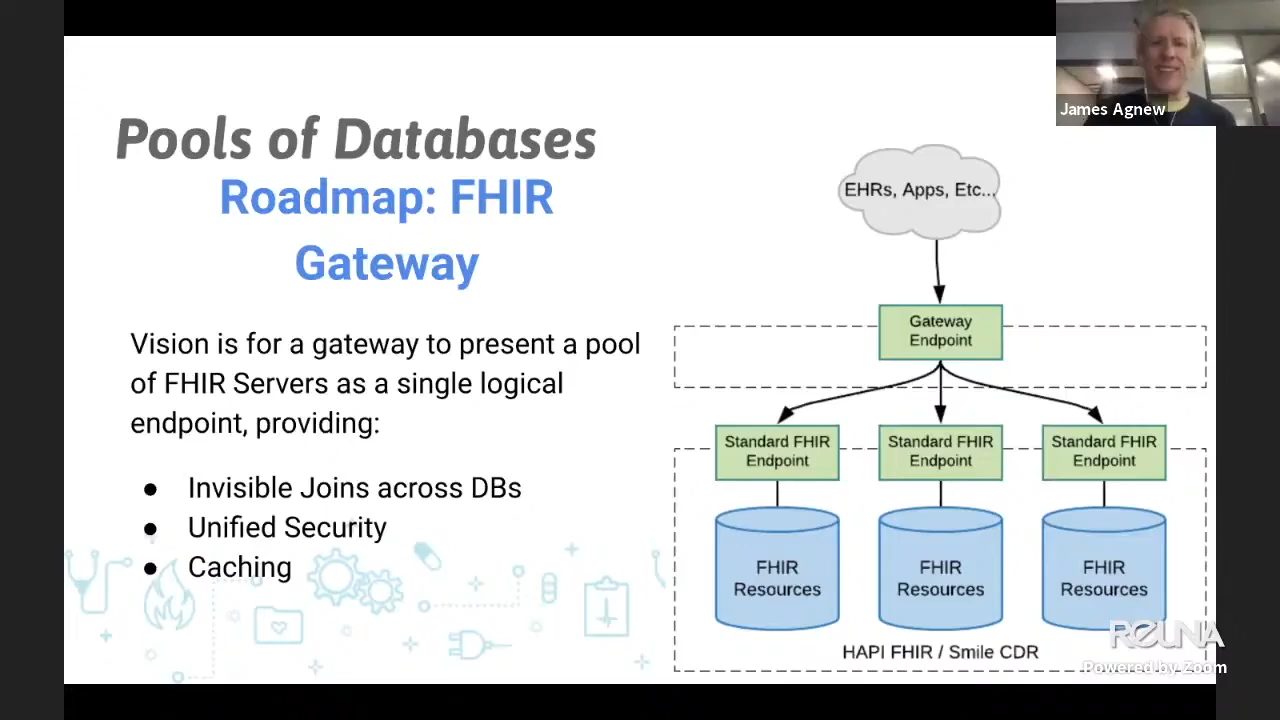 James Agnew
Pools of Databases
Roadmap: FHIR
Gateway
Vision is for a gateway to present a pool
of FHIR Servers as a single logical
endpoint, providing:
● Invisible Joins across DBs
● Unified Security
● Caching
EHRs, Apps, Etc...
Gateway
Endpoint
Standard FHIR
Endpoint
Standard FHIR
Endpoint
Standard FHIR
Endpoint
FHIR
Resources
FHIR
Resources
FHIR
Resources
HAPI FHIR / Smile CDR
REUNA
Powered by Zoom